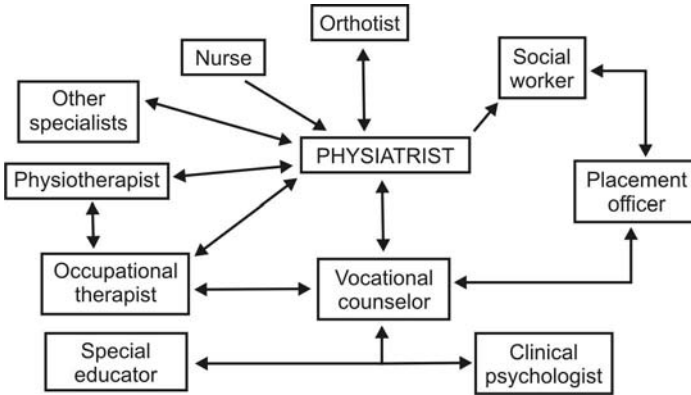 Orthotist
Nurse
Social
worker
Other
specialists
PHYSIATRIST
Physiotherapist
Placement
officer
Occupational
therapist
Vocational
counselor
Special
educator
Clinical
psychologist